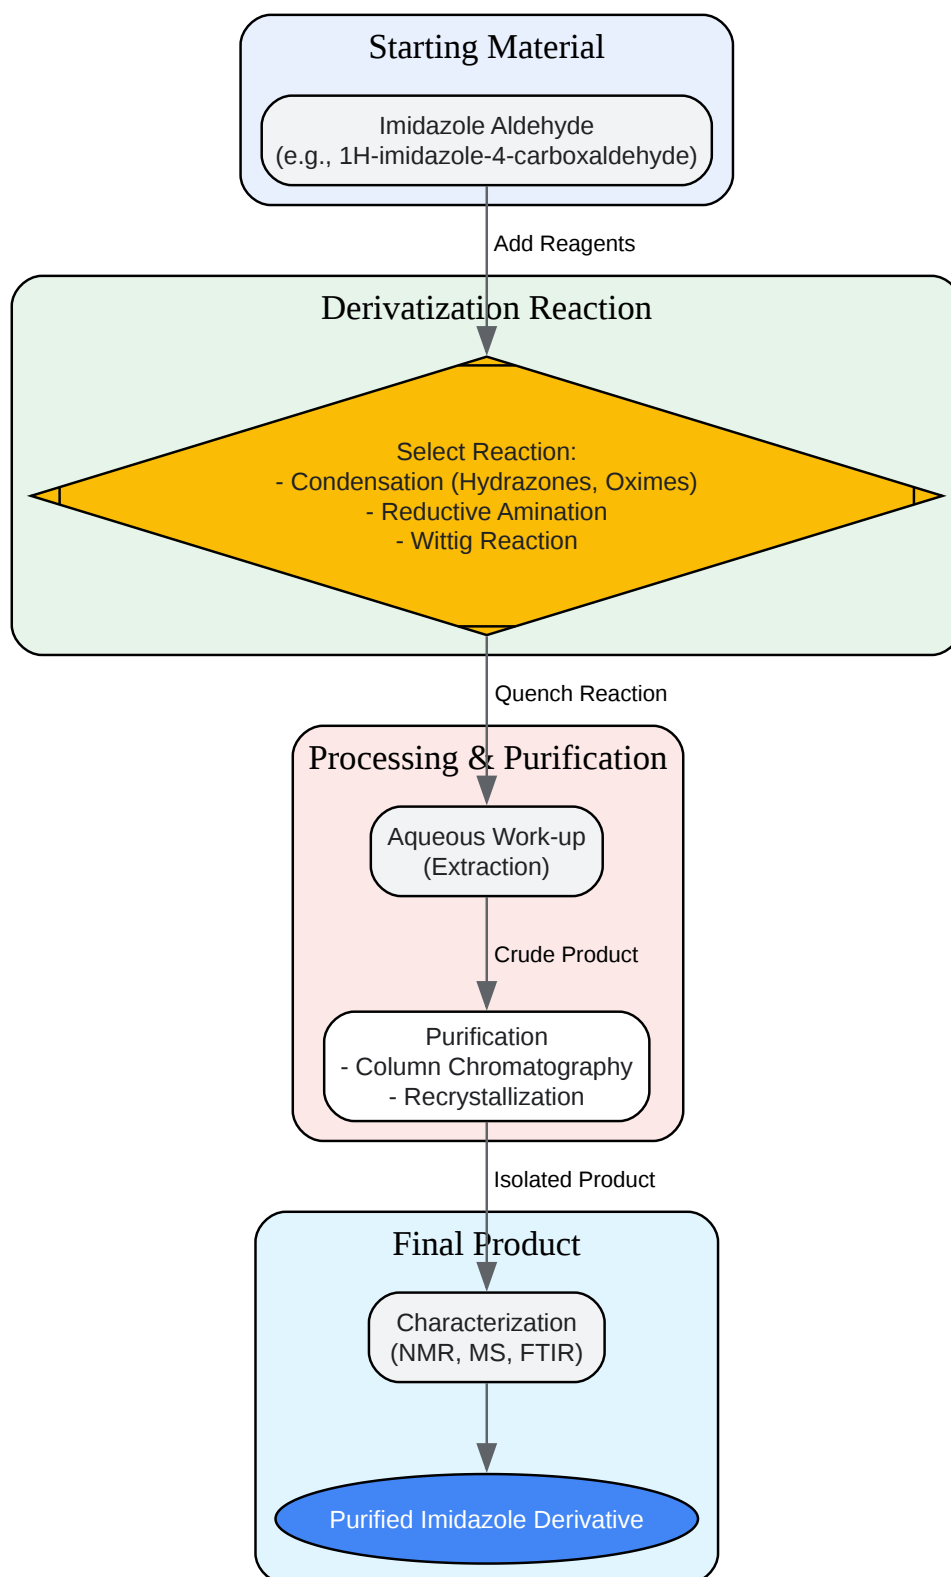 Starting Material
Imidazole Aldehyde
(e.g., 1H-imidazole-4-carboxaldehyde)
Add Reagents
Derivatization Reaction
Select Reaction:
- Condensation (Hydrazones, Oximes)
- Reductive Amination
- Wittig Reaction
Quench Reaction
Processing & Purification
Aqueous Work-up
(Extraction)
Crude Product
Purification
- Column Chromatography
- Recrystallization
Isolated Product
Final Product
Characterization
(NMR, MS, FTIR)
Purified Imidazole Derivative